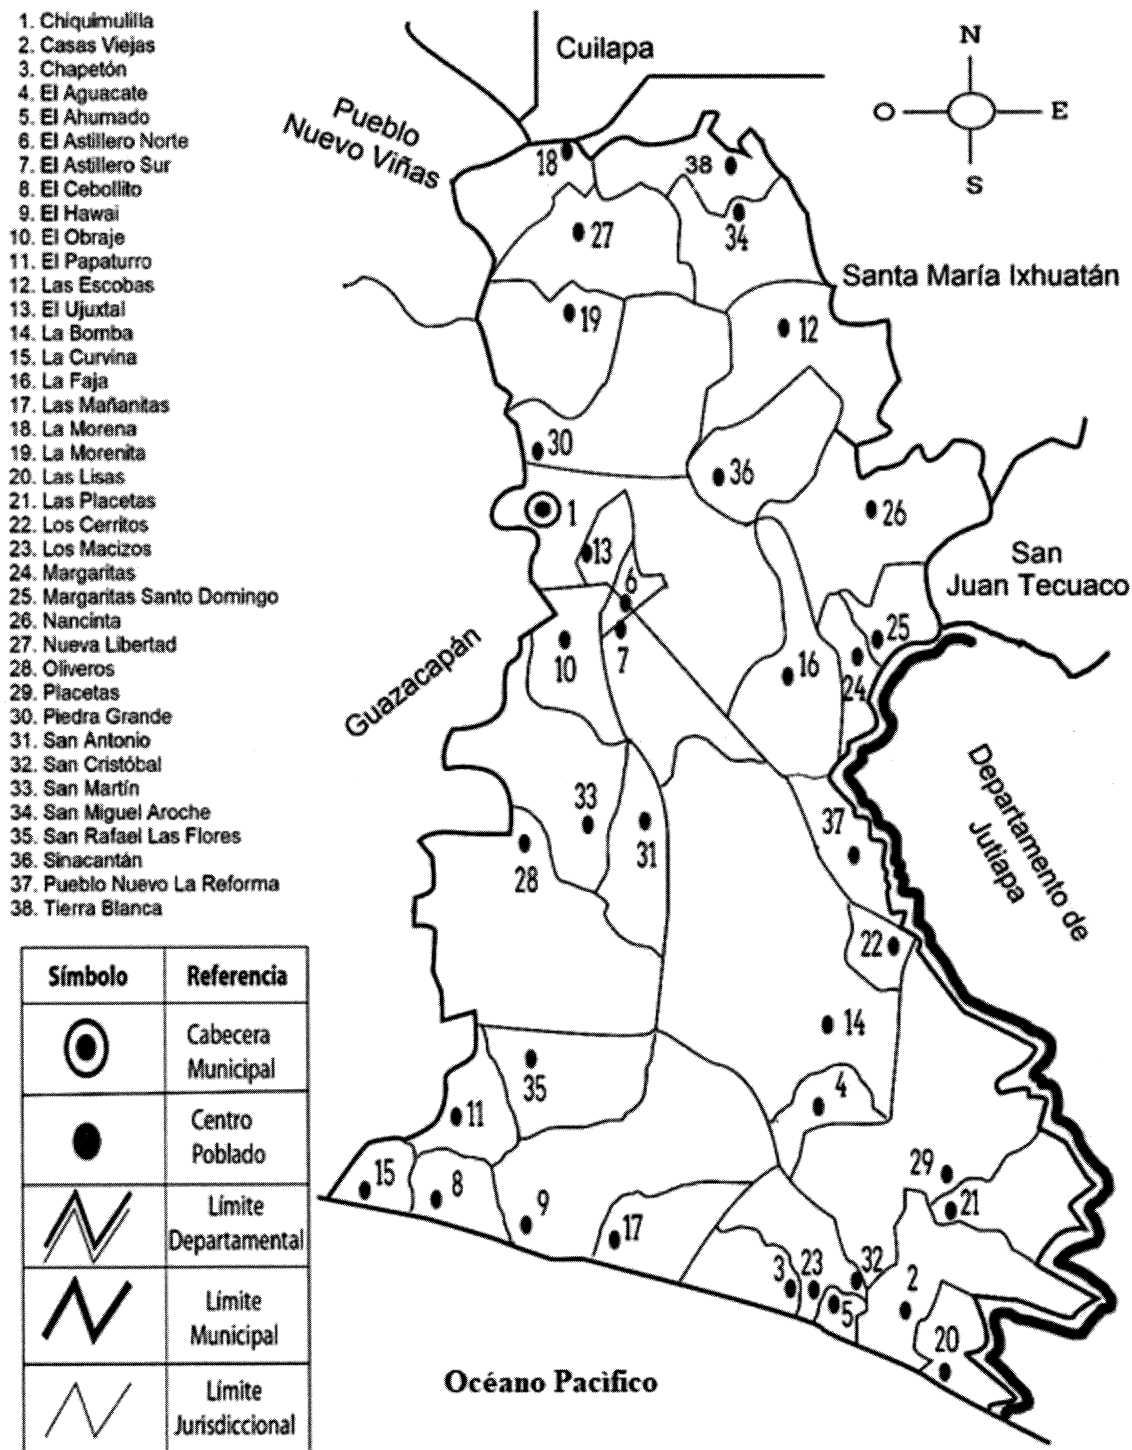 1. Chiquimulilla
2. Casas Viejas
3. Chapetón
4. El Aguacate
5. El Ahumado
6. El Astillero Norte
7. El Astillero Sur
8. El Cebollito
9. El Hawai
10. El Obraje
11. El Papaturro
12. Las Escobas
13. El Ujuxtal
14. La Bomba
15. La Curvina
16. La Faja
17. Las Mañanitas
18. La Morena
19. La Morenita
20. Las Lisas
21. Las Placetas
22. Los Cerritos
23. Los Macizos
24. Margaritas
25. Margaritas Santo Domingo
26. Nancinta
27. Nueva Libertad
28. Oliveros
29. Placetas
30. Piedra Grande
31. San Antonio
32. San Cristóbal
33. San Martín
34. San Miguel Aroche
35. San Rafael Las Flores
36. Sinacantán
37. Pueblo Nuevo La Reforma
38. Tierra Blanca
Símbolo Referencia
Cabecera
Municipal
Centro
Poblado
Límite
Departamental
Límite
Municipal
Límite
Jurisdiccional
Cuilapa
Pueblo
Nuevo Viñas
N
O E
S
Santa María Ixhuatán
San
Juan Tecuaco
Guazacapán
Departamento de
Jutiapa
18
38
27
34
19
12
30
36
1
26
13
6
25
10
7
16
24
33
37
28
31
22
14
35
4
11
29
15
8
21
9
17
3
23
32
2
5
20
Océano Pacìfico